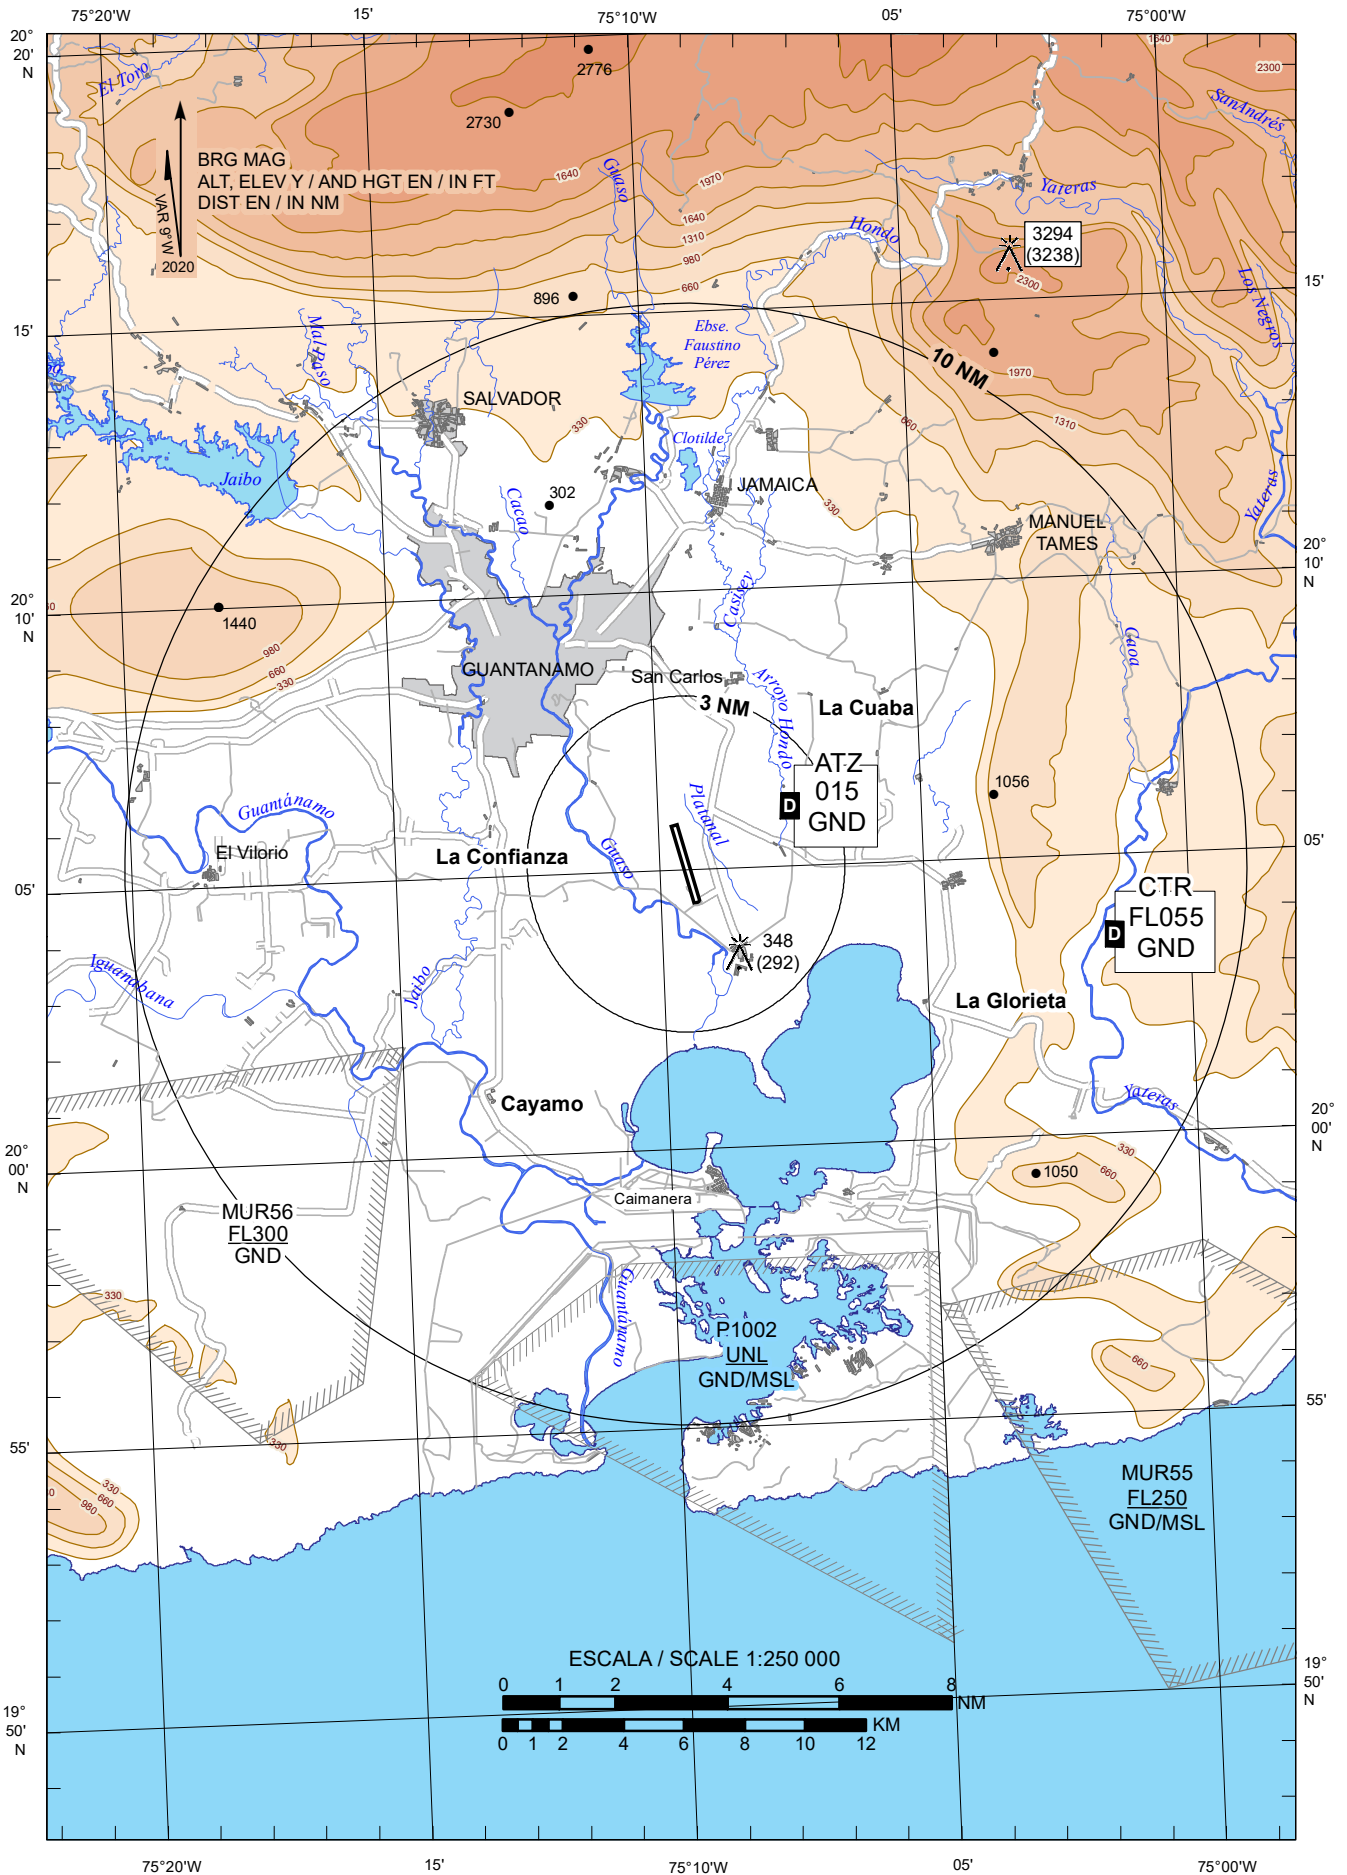 75°20'W
15'
75°10'W
05'
75°00'W
20°
20'
N
El Toro
2776
2730
1640
2300
SanAndrés
BRG MAG
ALT, ELEV Y / AND HGT EN / IN FT
DIST EN / IN NM
VAR 9°W
2020
Guaso
1640
1970
1640
1310
980
660
Yateras
Hondo
3294
(3238)
2300
Los Negros
15'
15'
896
Mal Paso
Ebse.
Faustino
Pérez
10 NM
1970
SALVADOR
330
660
1310
Clotilde
Jaibo
Cacao
302
JAMAICA
330
Yateras
MANUEL
TAMES
20°
10'
N
20°
10'
N
1440
980
660
330
Casisey
Caoa
GUANTANAMO
San Carlos
Arroyo Hondo
3 NM
La Cuaba
ATZ
015
GND
D
1056
Platanal
Guantánamo
El Vilorio
La Confianza
Guaso
05'
05'
CTR
FL055
GND
D
348
(292)
Iguanabana
Jaibo
La Glorieta
Cayamo
Yateras
20°
00'
N
20°
00'
N
330
660
1050
Caimanera
MUR56
FL300
GND
330
Guantánamo
P1002
UNL
GND/MSL
660
330
55'
55'
330
660
980
MUR55
FL250
GND/MSL
ESCALA / SCALE 1:250 000
0 1 2 4 6 8
NM
KM
0 1 2 4 6 8 10 12
19°
50'
N
19°
50'
N
75°20'W
15'
75°10'W
05'
75°00'W